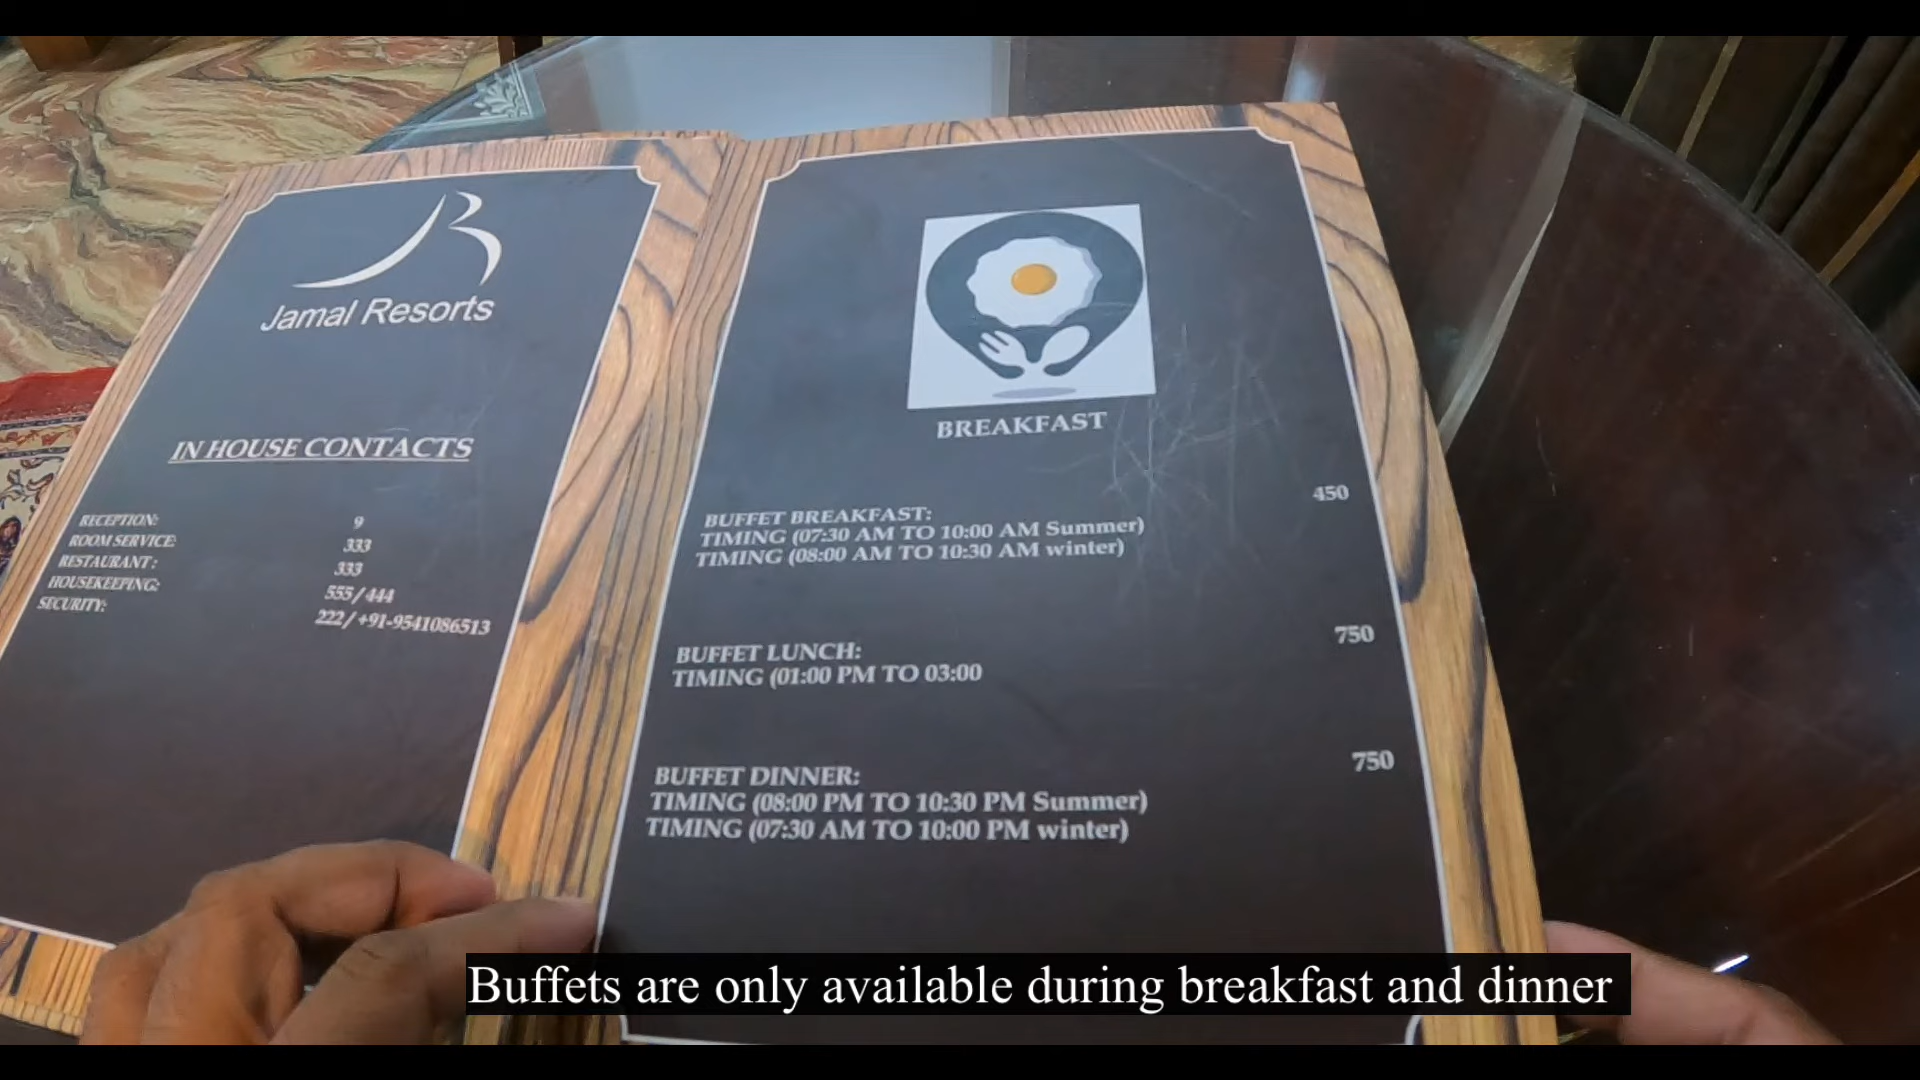 Jamal Resorts
IN HOUSE CONTACTS
RECEPTION: 9
ROOM SERVICE: 333
RESTAURANT: 333
HOUSEKEEPING: 555/444
SECURITY: 222/+91-9541086513
BREAKFAST
BUFFET BREAKFAST: 450
TIMING (07:30 AM TO 10:00 AM Summer)
TIMING (08:00 AM TO 10:30 AM winter)
BUFFET LUNCH: 750
TIMING (01:00 PM TO 03:00
BUFFET DINNER: 750
TIMING (08:00 PM TO 10:30 PM Summer)
TIMING (07:30 AM TO 10:00 PM winter)
Buffets are only available during breakfast and dinner